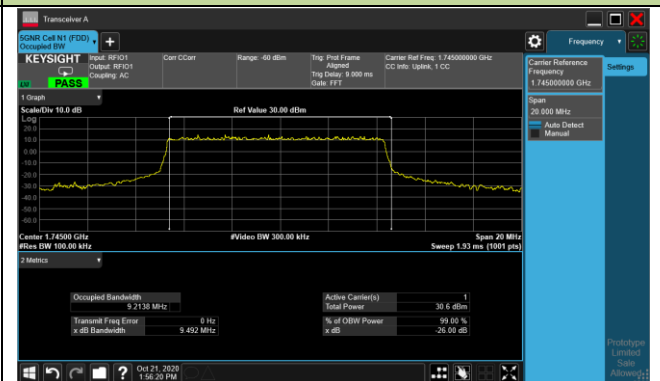 Transceiver A
5GNR Cell N1 (FDD)
Occupied BW
Frequency
KEYSIGHT
Input: RFIO1
Output: RFIO1
Coupling: AC
Corr CCorr
Range: -60 dBm
Trig: Prot Frame
Aligned
Trig Delay: 9.000 ms
Gate: FFT
Carrier Ref Freq: 1.745000000 GHz
CC Info: Uplink, 1 CC
PASS
Carrier Reference
Frequency
1.745000000 GHz
Settings
Span
20.000 MHz
Auto Detect
Manual
1 Graph
Scale/Div 10.0 dB
Ref Value 30.00 dBm
Log
20.0
10.0
0.00
-10.0
-20.0
-30.0
-40.0
-50.0
-60.0
Center 1.74500 GHz
#Video BW 300.00 kHz
Span 20 MHz
#Res BW 100.00 kHz
Sweep 1.93 ms (1001 pts)
2 Metrics
Occupied Bandwidth
9.2138 MHz
Active Carrier(s)
1
Total Power
30.6 dBm
Transmit Freq Error
0 Hz
% of OBW Power
99.00 %
x dB Bandwidth
9.492 MHz
x dB
-26.00 dB
Prototype
Limited
Sale
Allowed
Oct 21, 2020
1:56:20 PM